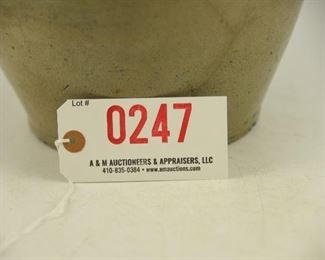 Lot #
0247
A & M AUCTIONEERS & APPRAISERS, LLC
410-835-0384 • www.amauctions.com